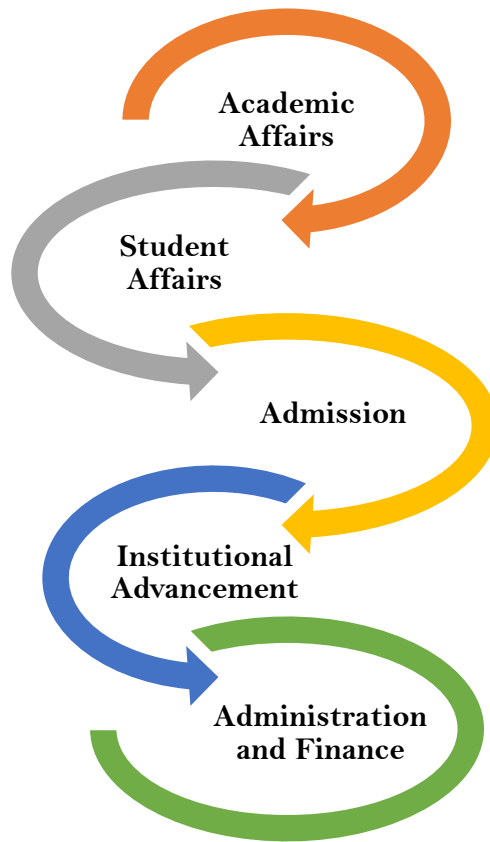 Academic
Affairs
Student
Affairs
Admission
Institutional
Advancement
Administration
and Finance